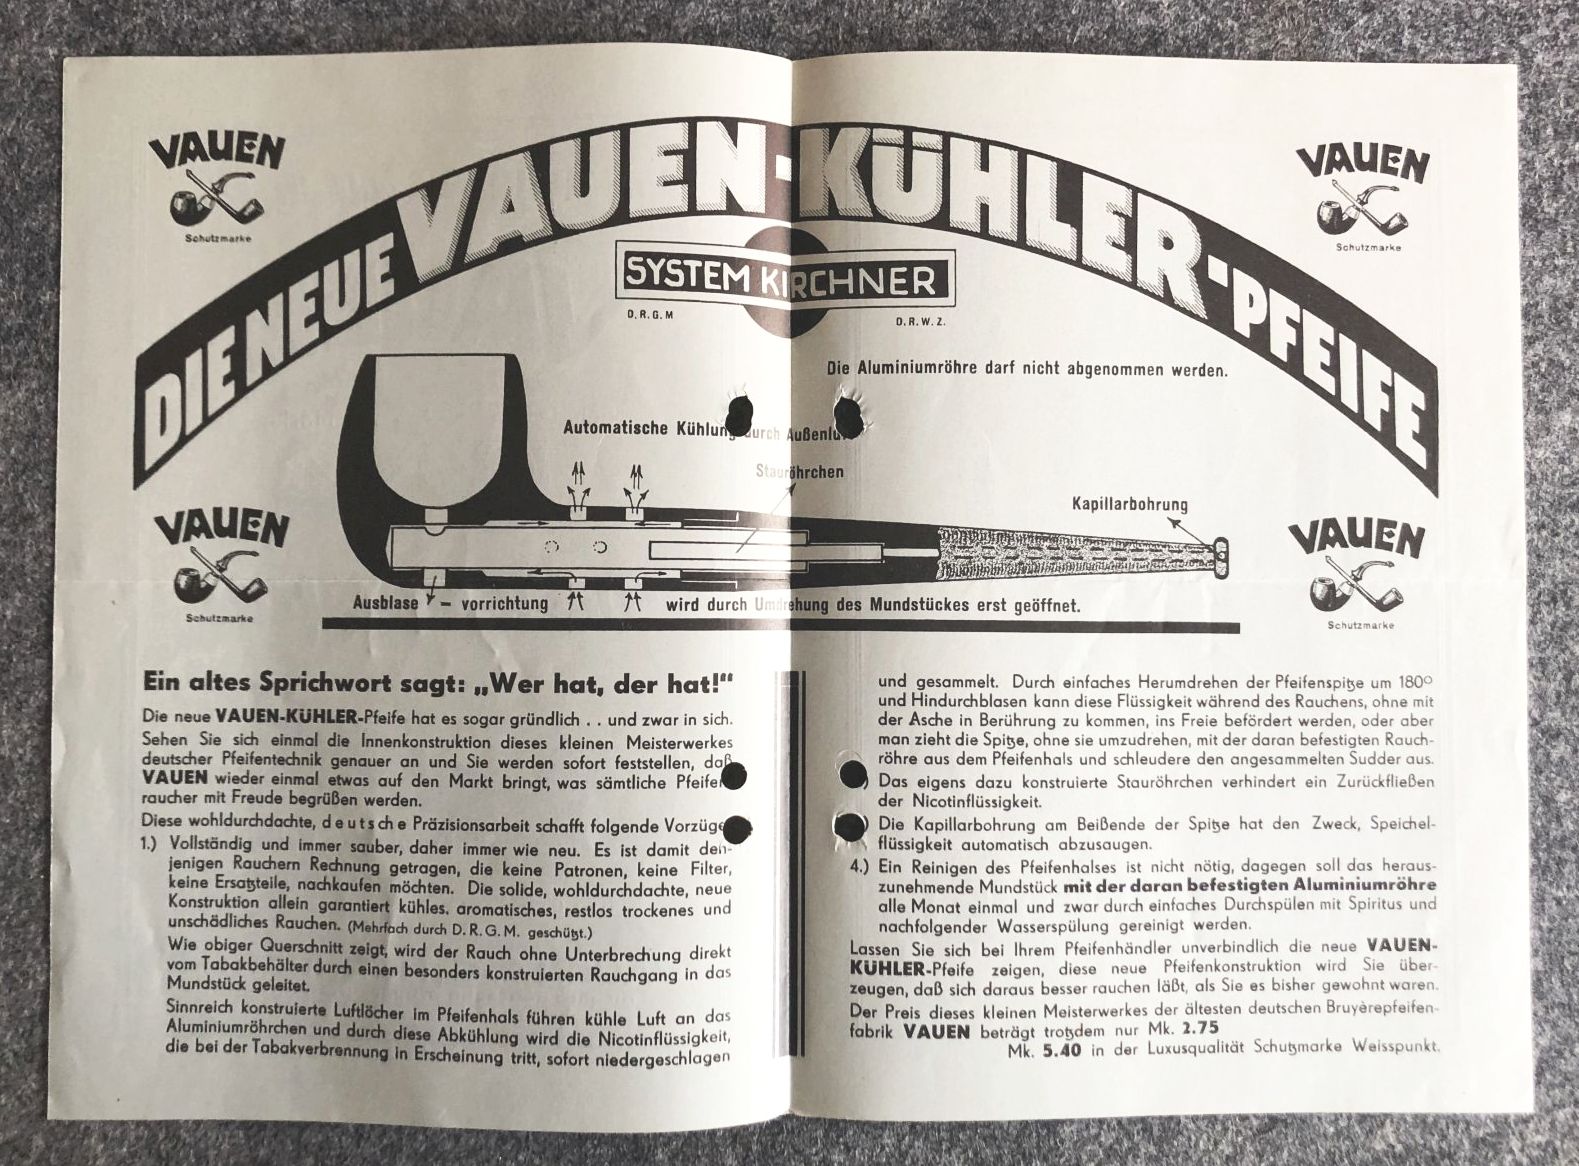 VAUEN
Schutzmarke
VAUEN
Schutzmarke
DIE NEUE VAUEN-KÜHLER-PFEIFE
SYSTEM KIRCHNER
D.R.G.M
D.R.W.Z.
Die Aluminiumröhre darf nicht abgenommen werden.
Automatische Kühlung durch
Stauröhrchen
Kapillarbohrung
VAUEN
Schutzmarke
VAUEN
Schutzmarke
Ausblase - vorrichtung wird durch Umdrehung des Mundstückes erst geöffnet.
Ein altes Sprichwort sagt: „Wer hat, der hat!“
Die neue VAUEN-KÜHLER-Pfeife hat es sogar gründlich . . und zwar in sich.
Sehen Sie sich einmal die Innenkonstruktion dieses kleinen Meisterwerkes
deutscher Pfeifentechnik genauer an und Sie werden sofort feststellen, daß
VAUEN wieder einmal etwas auf den Markt bringt, was sämtliche Pfeifen
raucher mit Freude begrüßen werden.
Diese wohldurchdachte, deutsche Präzisionsarbeit schafft folgende Vorzüge
1.) Vollständig und immer sauber, daher immer wie neu. Es ist damit den-
jenigen Rauchern Rechnung getragen, die keine Patronen, keine Filter,
keine Ersatzteile, nachkaufen möchten. Die solide, wohldurchdachte, neue
Konstruktion allein garantiert kühles, aromatisches, restlos trockenes und
unschädliches Rauchen. (Mehrfach durch D.R.G.M. geschützt.)
Wie obiger Querschnitt zeigt, wird der Rauch ohne Unterbrechung direkt
vom Tabakbehälter durch einen besonders konstruierten Rauchgang in das
Mundstück geleitet.
Sinnreich konstruierte Luftlöcher im Pfeifenhals führen kühle Luft an das
Aluminiumröhrchen und durch diese Abkühlung wird die Nicotinflüssigkeit,
die bei der Tabakverbrennung in Erscheinung tritt, sofort niedergeschlagen
und gesammelt. Durch einfaches Herumdrehen der Pfeifenspitze um 180°
und Hindurchblasen kann diese Flüssigkeit während des Rauchens, ohne mit
der Asche in Berührung zu kommen, ins Freie befördert werden, oder aber
man zieht die Spitze, ohne sie umzudrehen, mit der daran befestigten Rauch-
röhre aus dem Pfeifenhals und schleudere den angesammelten Sudder aus.
) Das eigens dazu konstruierte Stauröhrchen verhindert ein Zurückfließen
der Nicotinflüssigkeit.
) Die Kapillarbohrung am Beißende der Spitze hat den Zweck, Speichel-
flüssigkeit automatisch abzusaugen.
4.) Ein Reinigen des Pfeifenhalses ist nicht nötig, dagegen soll das heraus-
zunehmende Mundstück mit der daran befestigten Aluminiumröhre
alle Monat einmal und zwar durch einfaches Durchspülen mit Spiritus und
nachfolgender Wasserspülung gereinigt werden.
Lassen Sie sich bei Ihrem Pfeifenhändler unverbindlich die neue VAUEN-
KÜHLER-Pfeife zeigen, diese neue Pfeifenkonstruktion wird Sie über-
zeugen, daß sich daraus besser rauchen läßt, als Sie es bisher gewohnt waren.
Der Preis dieses kleinen Meisterwerkes der ältesten deutschen Bruyèrepfeifen-
fabrik VAUEN beträgt trotzdem nur Mk. 2.75
Mk. 5.40 in der Luxusqualität Schutzmarke Weisspunkt.